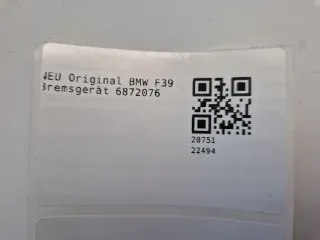 NEU Original BMW F39
Bremsgerät 6872076
20751
22494